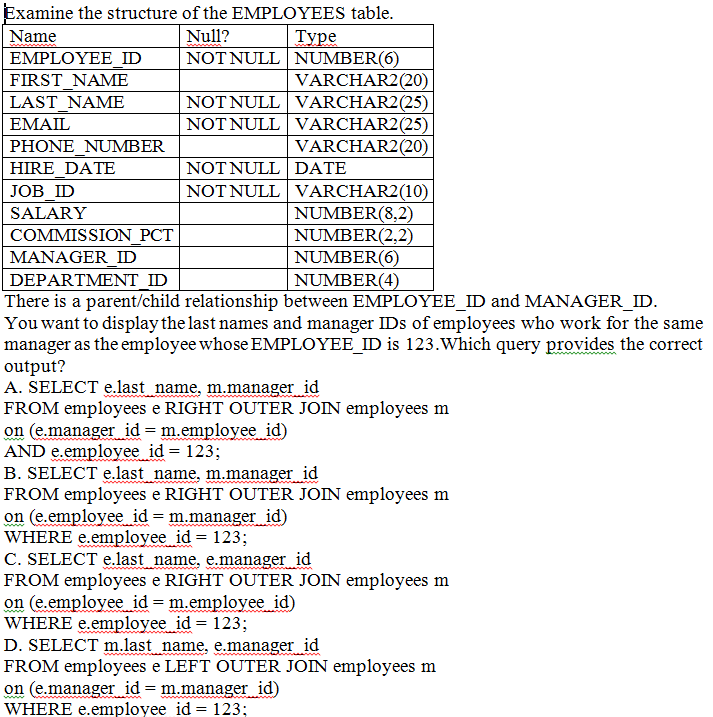 Examine the structure of the EMPLOYEES table.
Name Null? Type
EMPLOYEE_ID NOT NULL NUMBER(6)
FIRST_NAME VARCHAR2(20)
LAST_NAME NOT NULL VARCHAR2(25)
EMAIL NOT NULL VARCHAR2(25)
PHONE_NUMBER VARCHAR2(20)
HIRE_DATE NOT NULL DATE
JOB_ID NOT NULL VARCHAR2(10)
SALARY NUMBER(8,2)
COMMISSION_PCT NUMBER(2,2)
MANAGER_ID NUMBER(6)
DEPARTMENT_ID NUMBER(4)
There is a parent/child relationship between EMPLOYEE_ID and MANAGER_ID.
You want to display the last names and manager IDs of employees who work for the same
manager as the employee whose EMPLOYEE_ID is 123.Which query provides the correct
output?
A. SELECT e.last_name, m.manager_id
FROM employees e RIGHT OUTER JOIN employees m
on (e.manager_id = m.employee_id)
AND e.employee_id = 123;
B. SELECT e.last_name, m.manager_id
FROM employees e RIGHT OUTER JOIN employees m
on (e.employee_id = m.manager_id)
WHERE e.employee_id = 123;
C. SELECT e.last_name, e.manager_id
FROM employees e RIGHT OUTER JOIN employees m
on (e.employee_id = m.employee_id)
WHERE e.employee_id = 123;
D. SELECT m.last_name, e.manager_id
FROM employees e LEFT OUTER JOIN employees m
on (e.manager_id = m.manager_id)
WHERE e.employee_id = 123;